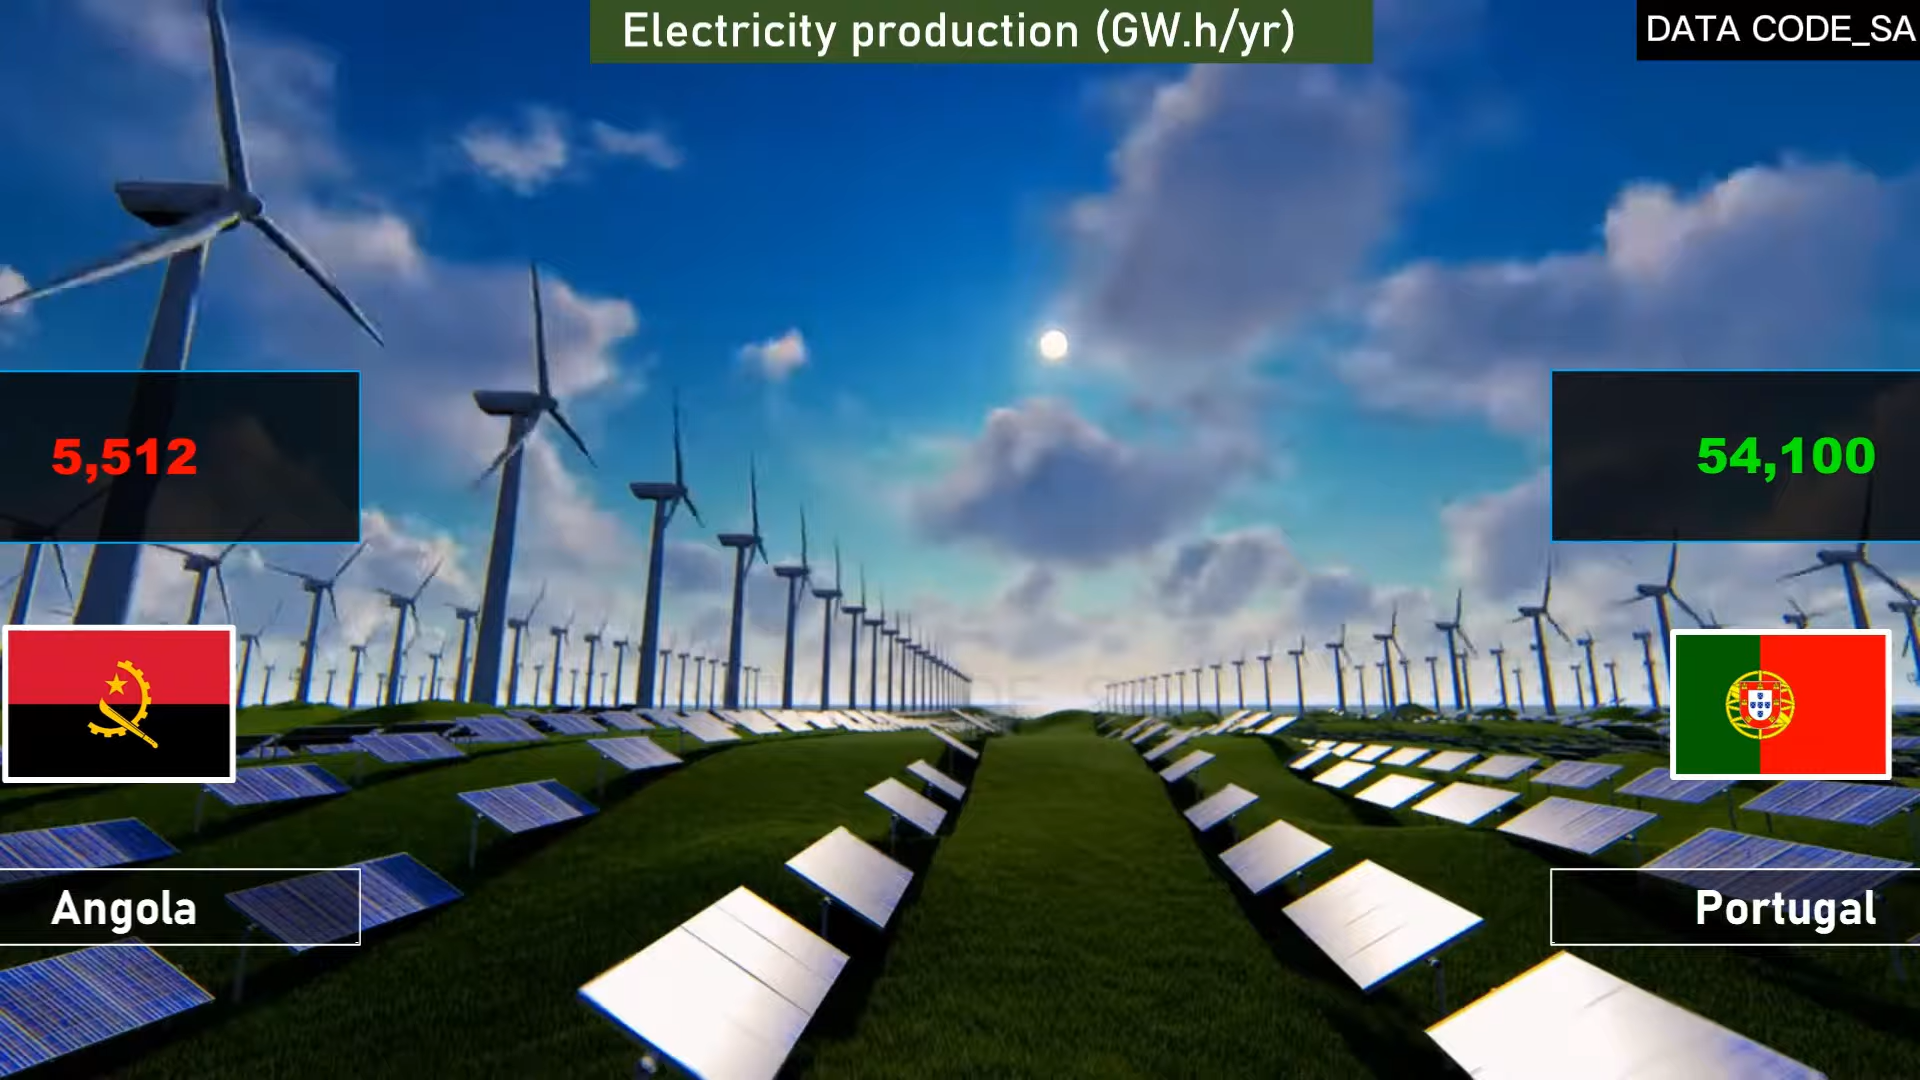 Electricity production (GW.h/yr)
DATA CODE_SA
5,512
54,100
Angola
Portugal